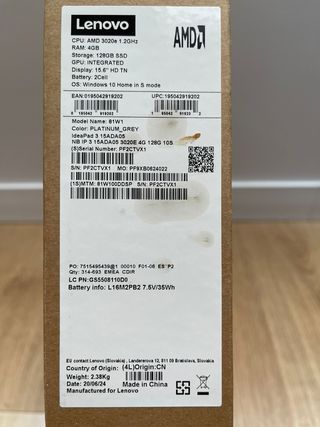 Lenovo
AMD
CPU: AMD 3020e 1.2GHz
RAM: 4GB
Storage: 128GB SSD
GPU: INTEGRATED
Display: 15.6" HD TN
Battery: 2Cell
OS: Windows 10 Home in S mode
EAN:0195042919202 UPC:195042919202
Model Name: 81W1
Color: PLATINUM_GREY
IdeaPad 3 15ADA05
NB IP 3 15ADA05 3020E 4G 128G 10S
(S)Serial Number: PF2CTVX1
S/N: PF2CTVX1 MO: PF9XB0624022
(1S)MTM: 81W100DDSP S/N: PF2CTVX1
PO: 7515495439@1 00010 F01-06 ES P2
Qty: 314-693 EMEA CDIR
LC PN:GS5508110D0
Battery info: L16M2PB2 7.5V/35Wh
EU contact:Lenovo (Slovakia), Landererova 12, 811 09 Bratislava, Slovakia
Country of Origin: (4L)Origin:CN
Weight: 2.38Kg
Date: 20/06/24 Made in China
Manufactured for Lenovo